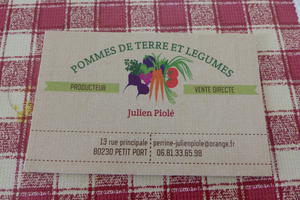 POMMES DE TERRE ET LEGUMES
PRODUCTEUR
VENTE DIRECTE
Julien Piolé
13 rue principale
perrine-julienpiole@orange.fr
80230 PETIT PORT
06.81.33.65.98